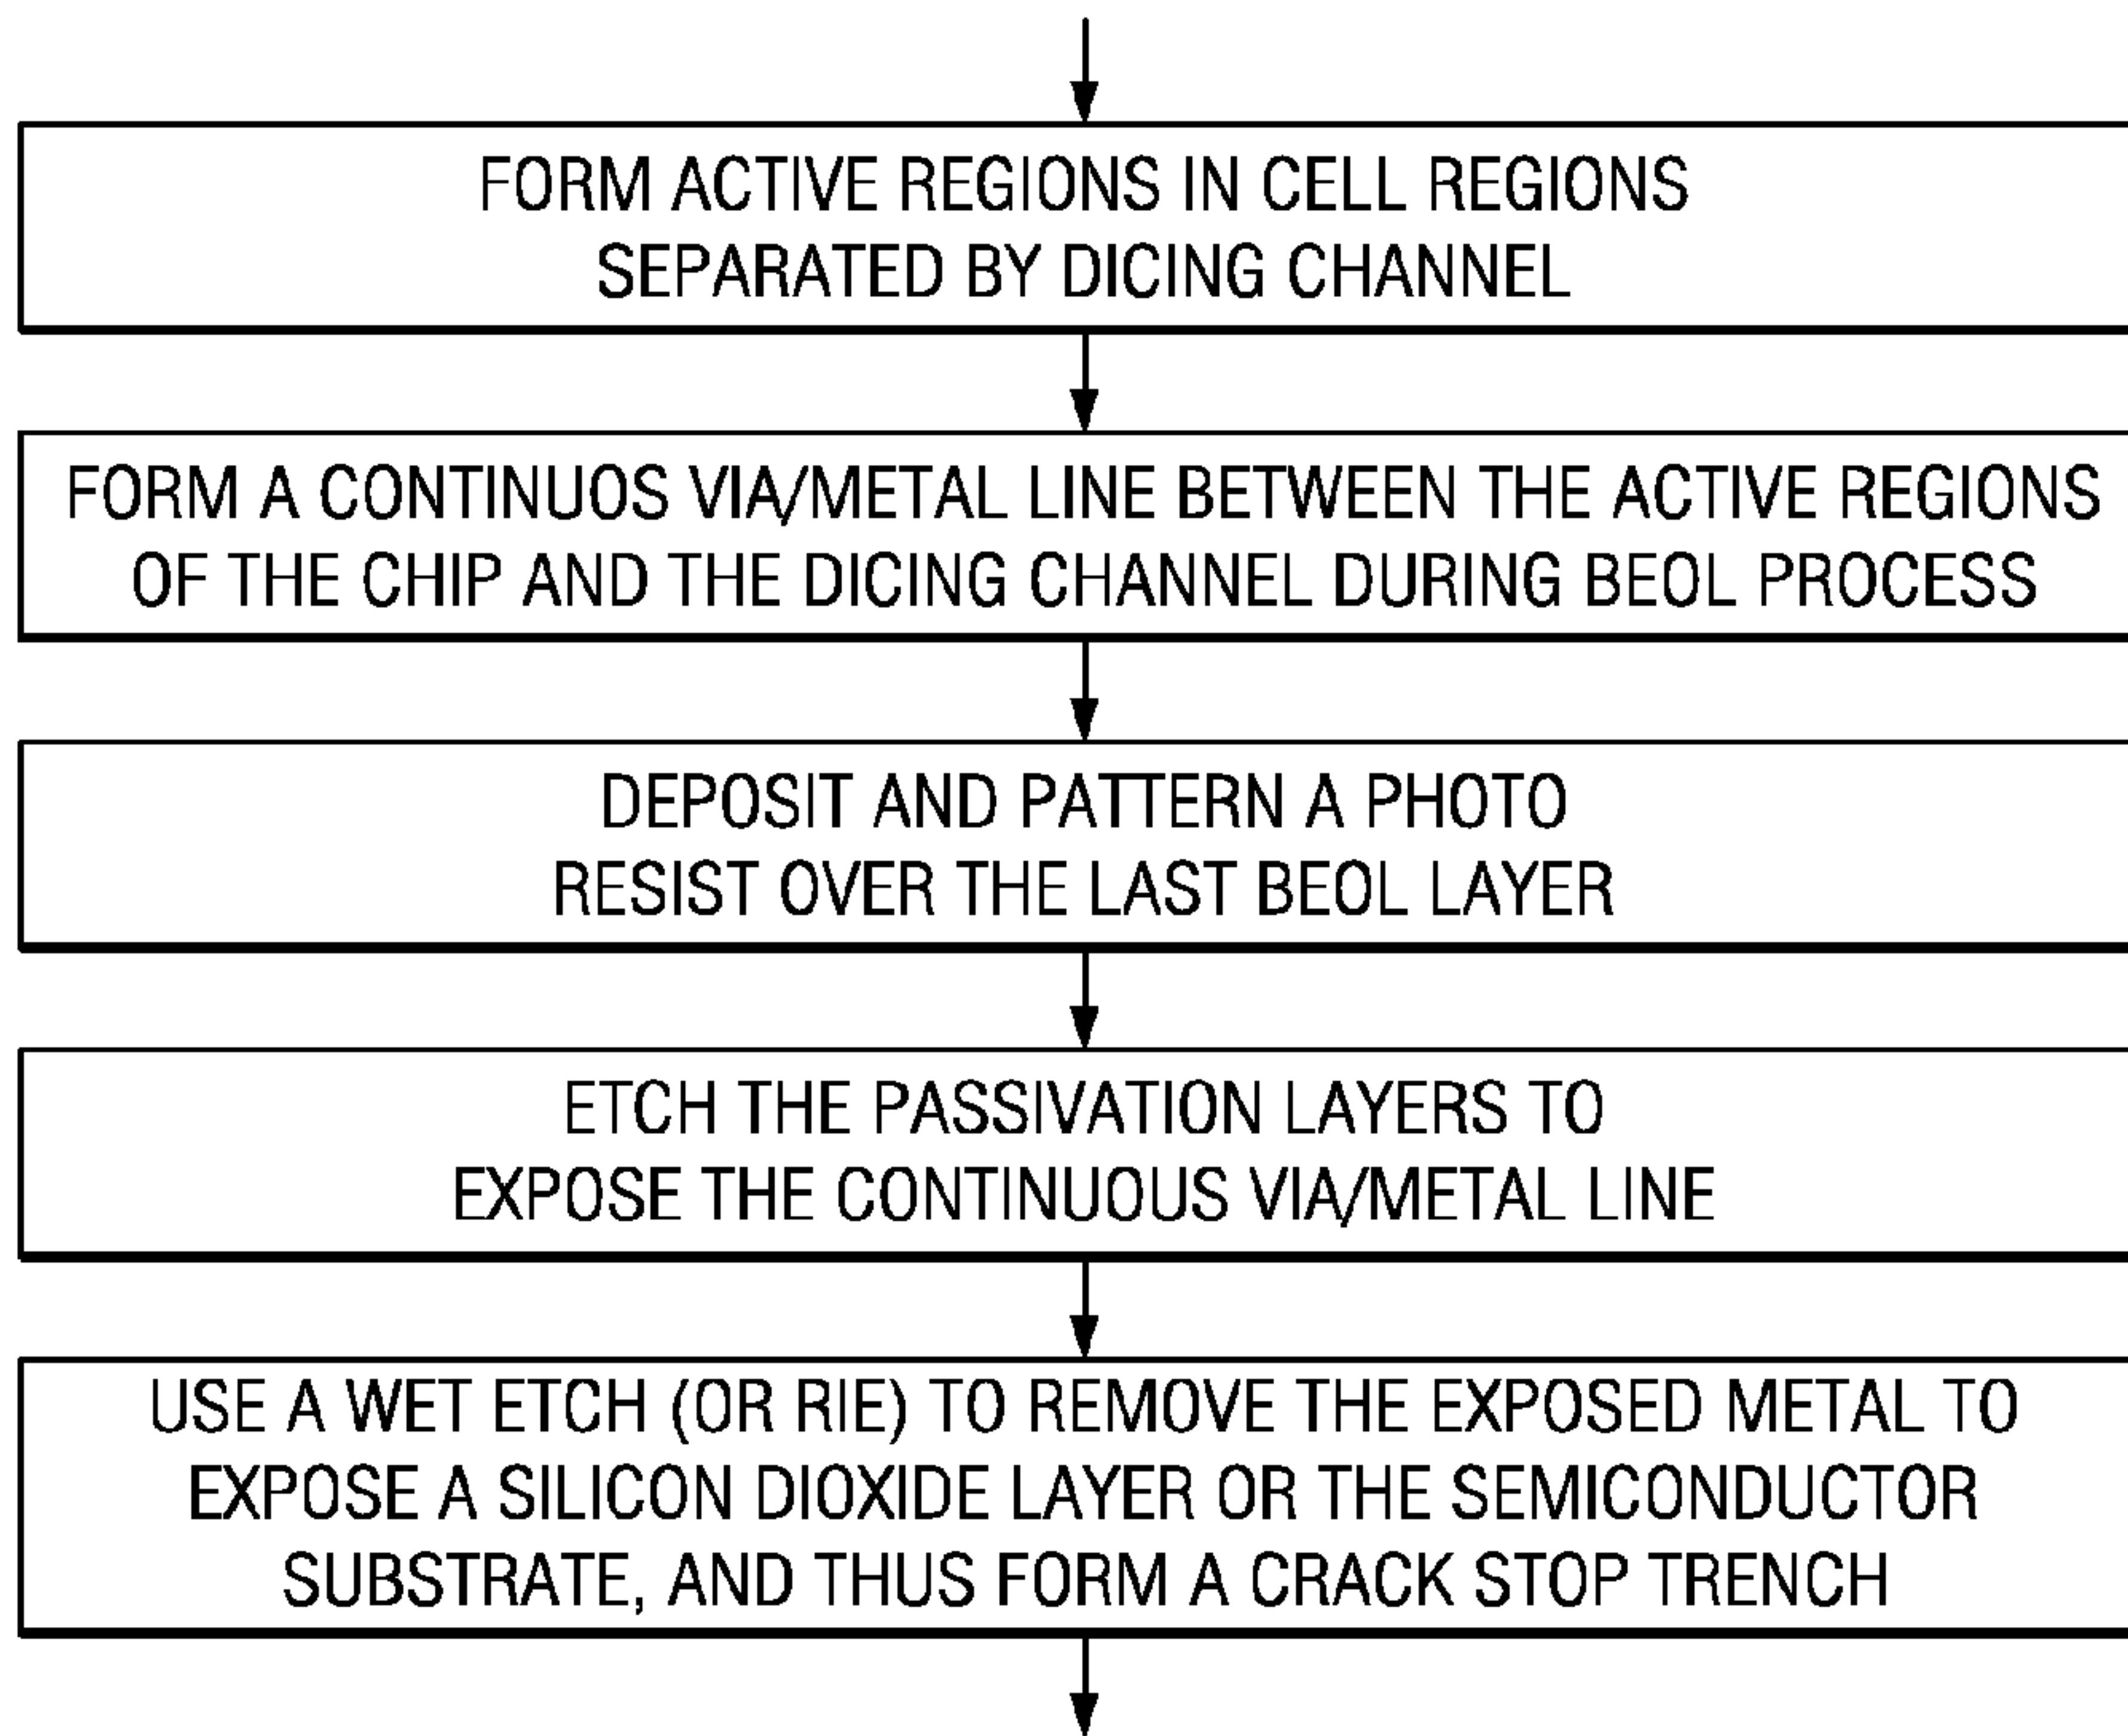 FORM ACTIVE REGIONS IN CELL REGIONS
SEPARATED BY DICING CHANNEL
FORM A CONTINUOS VIA/METAL LINE BETWEEN THE ACTIVE REGIONS
OF THE CHIP AND THE DICING CHANNEL DURING BEOL PROCESS
DEPOSIT AND PATTERN A PHOTO
RESIST OVER THE LAST BEOL LAYER
ETCH THE PASSIVATION LAYERS TO
EXPOSE THE CONTINUOUS VIA/METAL LINE
USE A WET ETCH (OR RIE) TO REMOVE THE EXPOSED METAL TO
EXPOSE A SILICON DIOXIDE LAYER OR THE SEMICONDUCTOR
SUBSTRATE, AND THUS FORM A CRACK STOP TRENCH